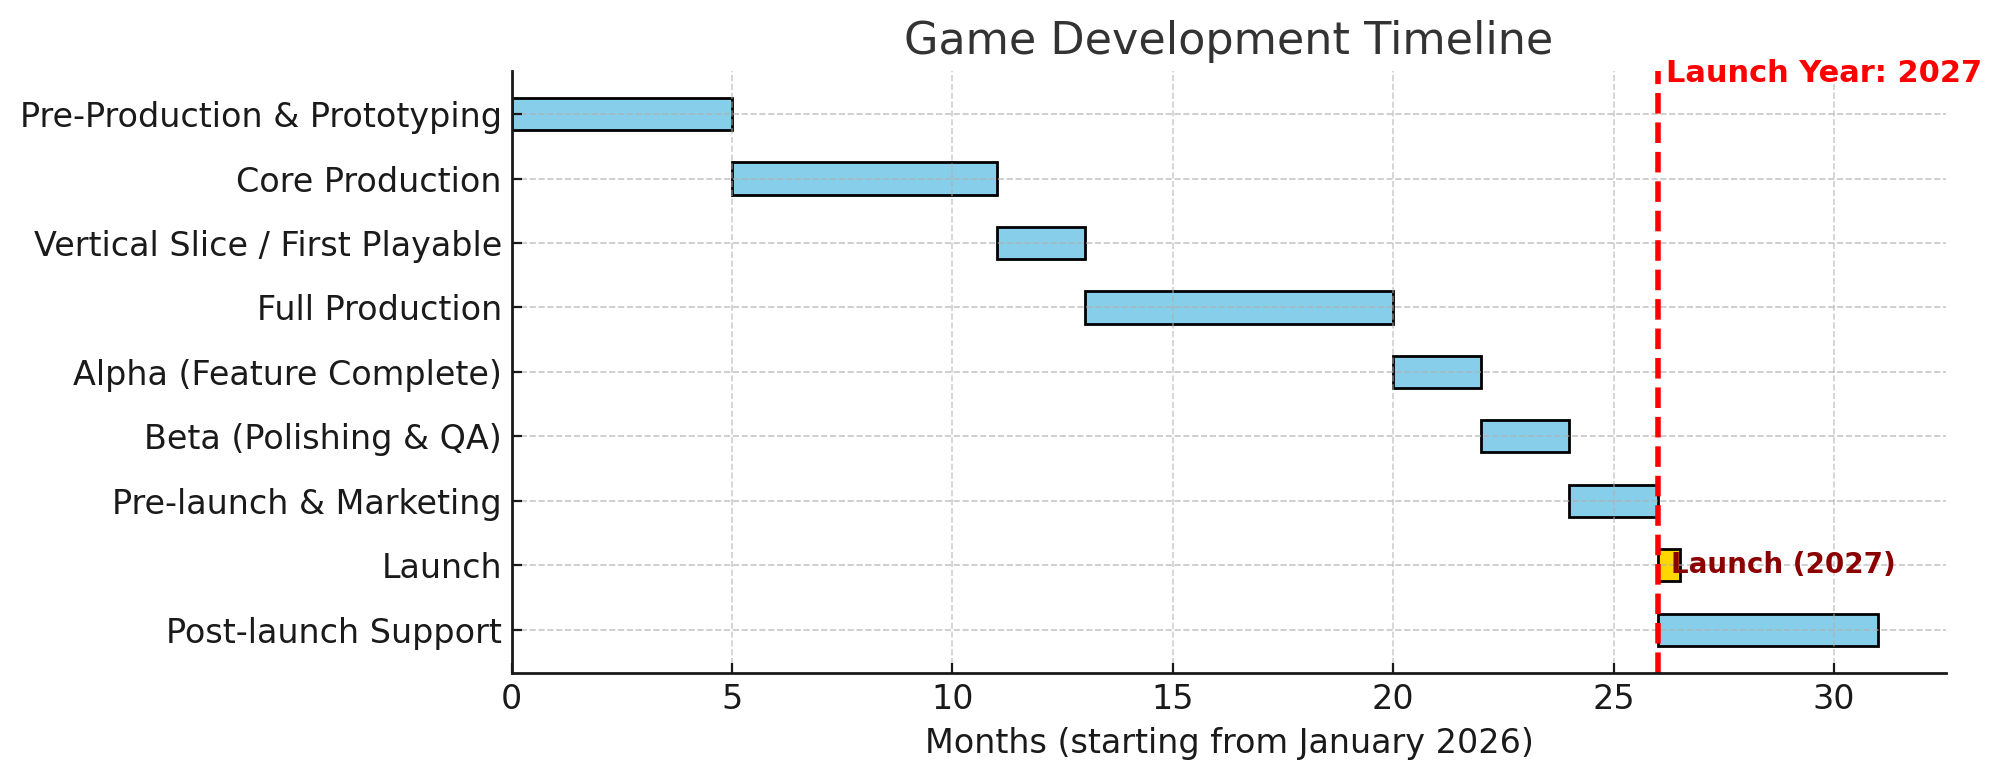 Game Development Timeline
Launch Year: 2027
Pre-Production & Prototyping
Core Production
Vertical Slice / First Playable
Full Production
Alpha (Feature Complete)
Beta (Polishing & QA)
Pre-launch & Marketing
Launch
Launch (2027)
Post-launch Support
0 5 10 15 20 25 30
Months (starting from January 2026)